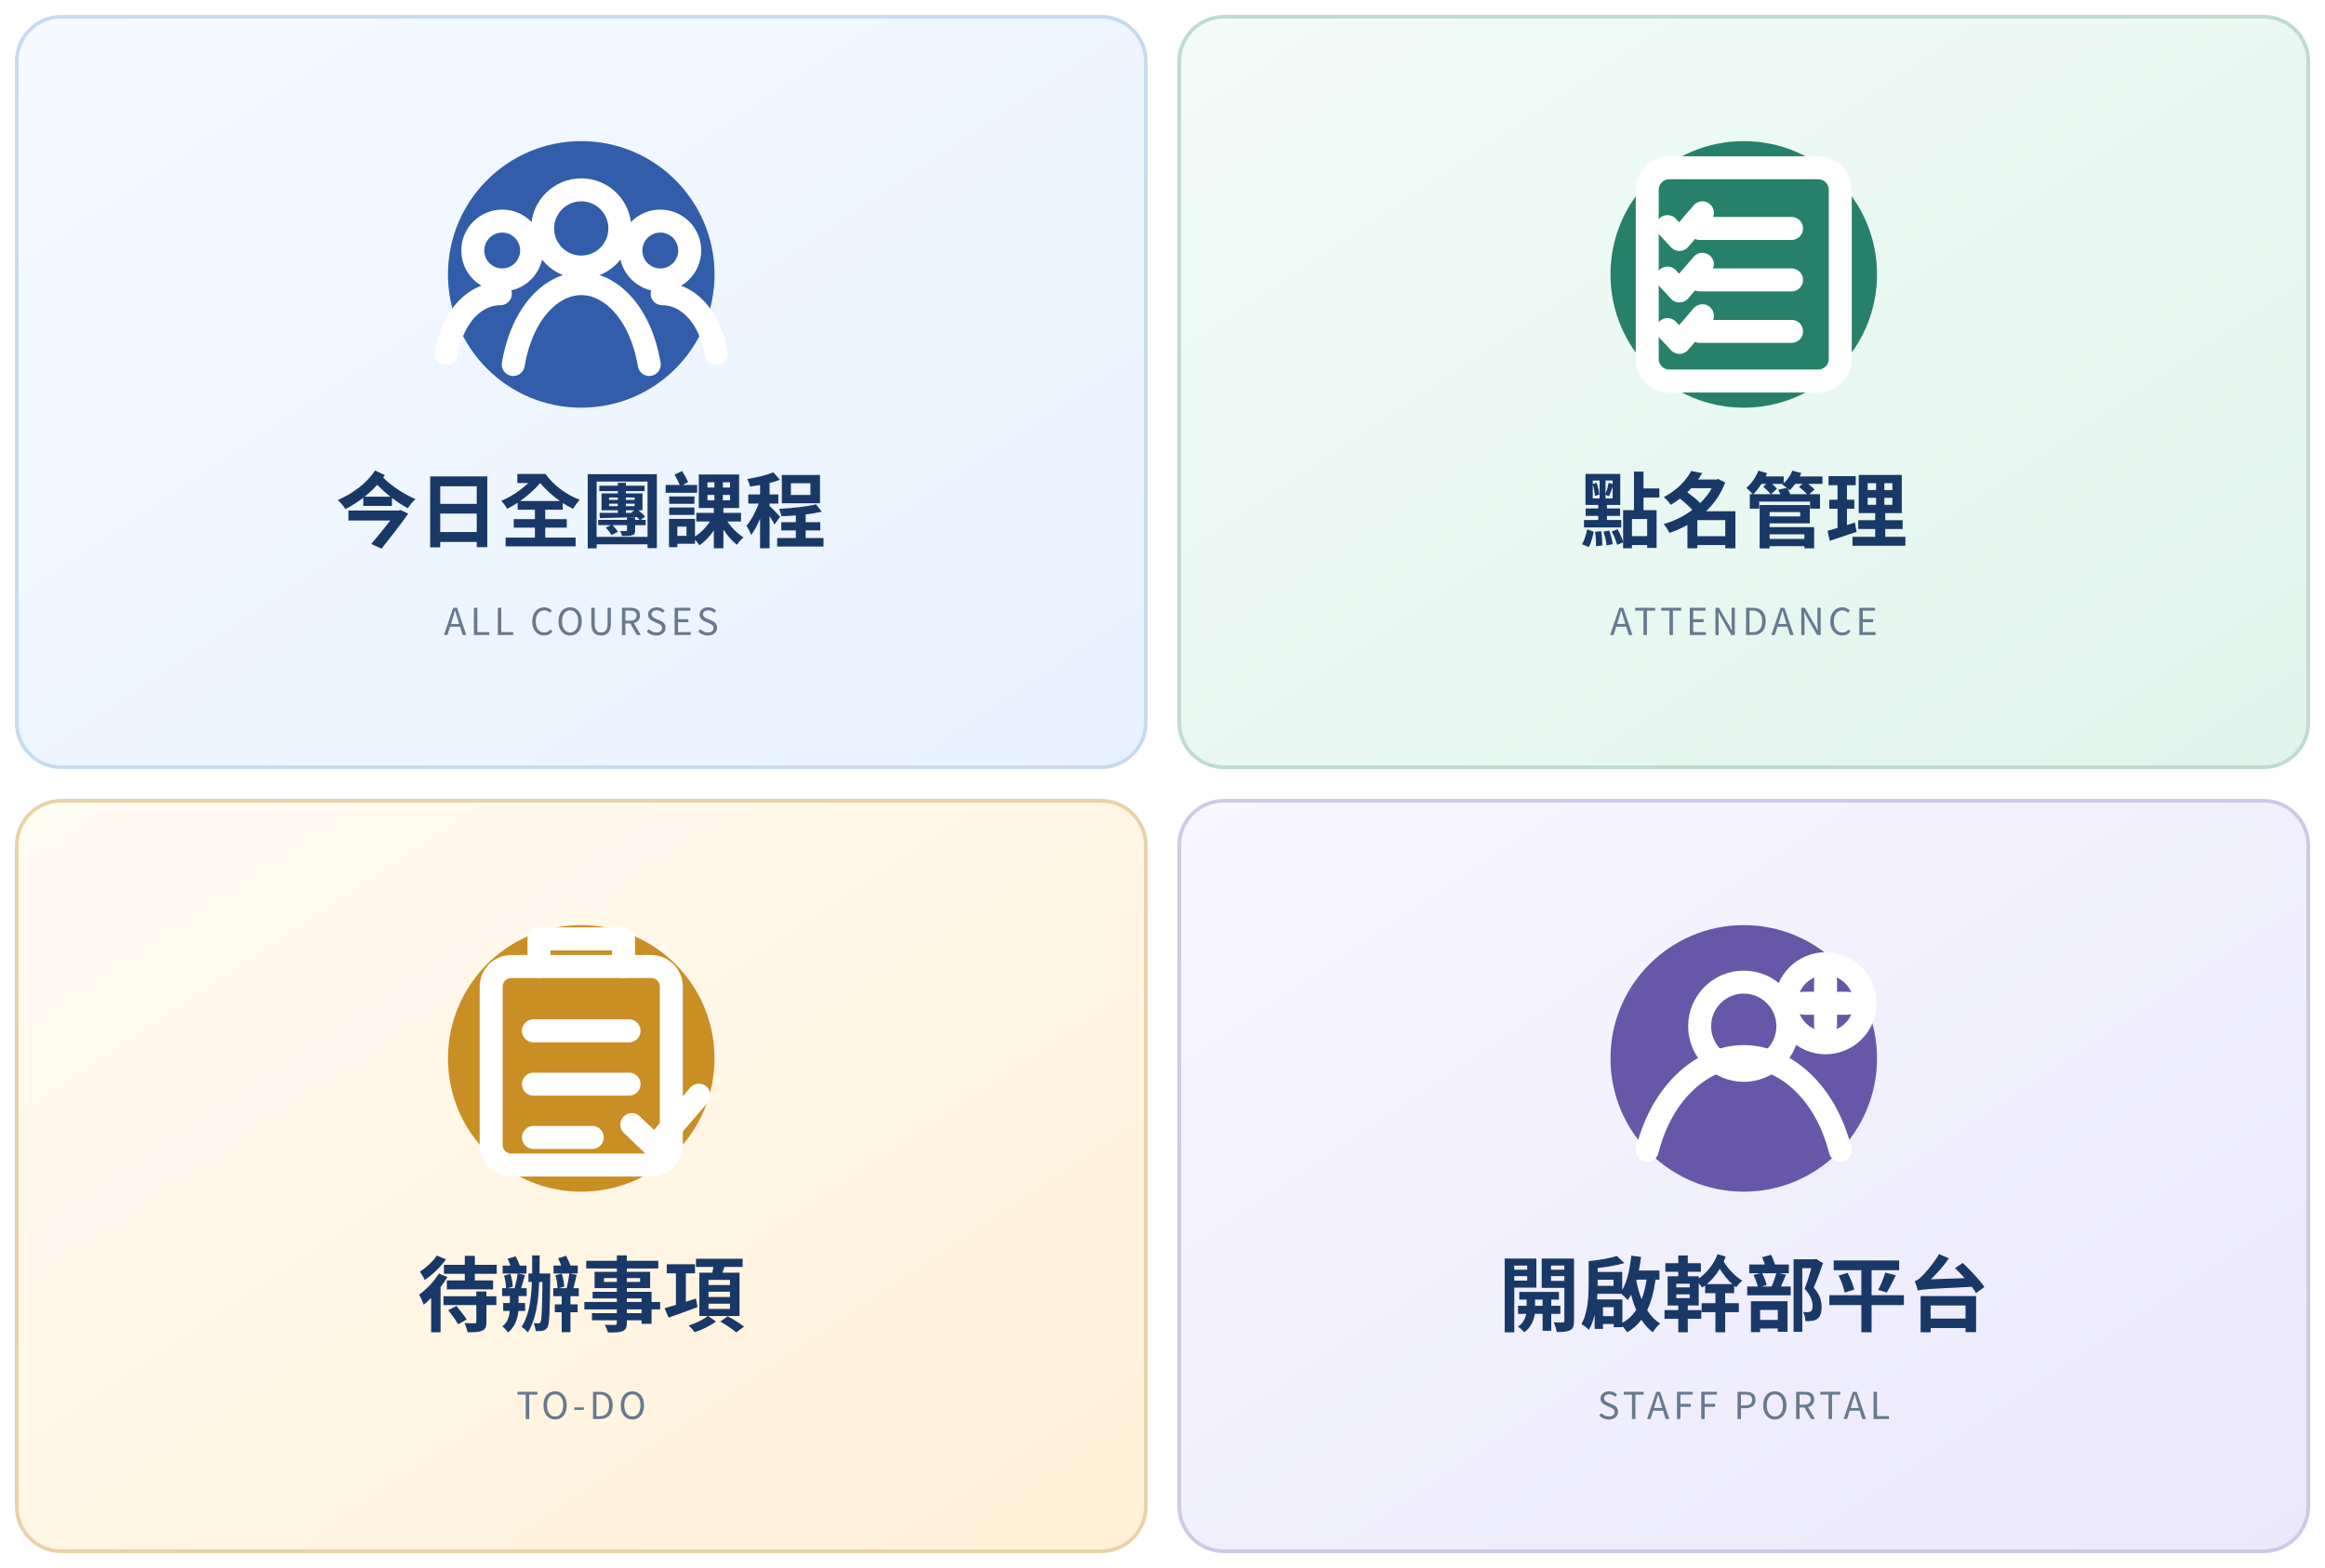 今日全團課程
ALL COURSES
點名管理
ATTENDANCE
待辦事項
TO-DO
開啟幹部平台
STAFF PORTAL